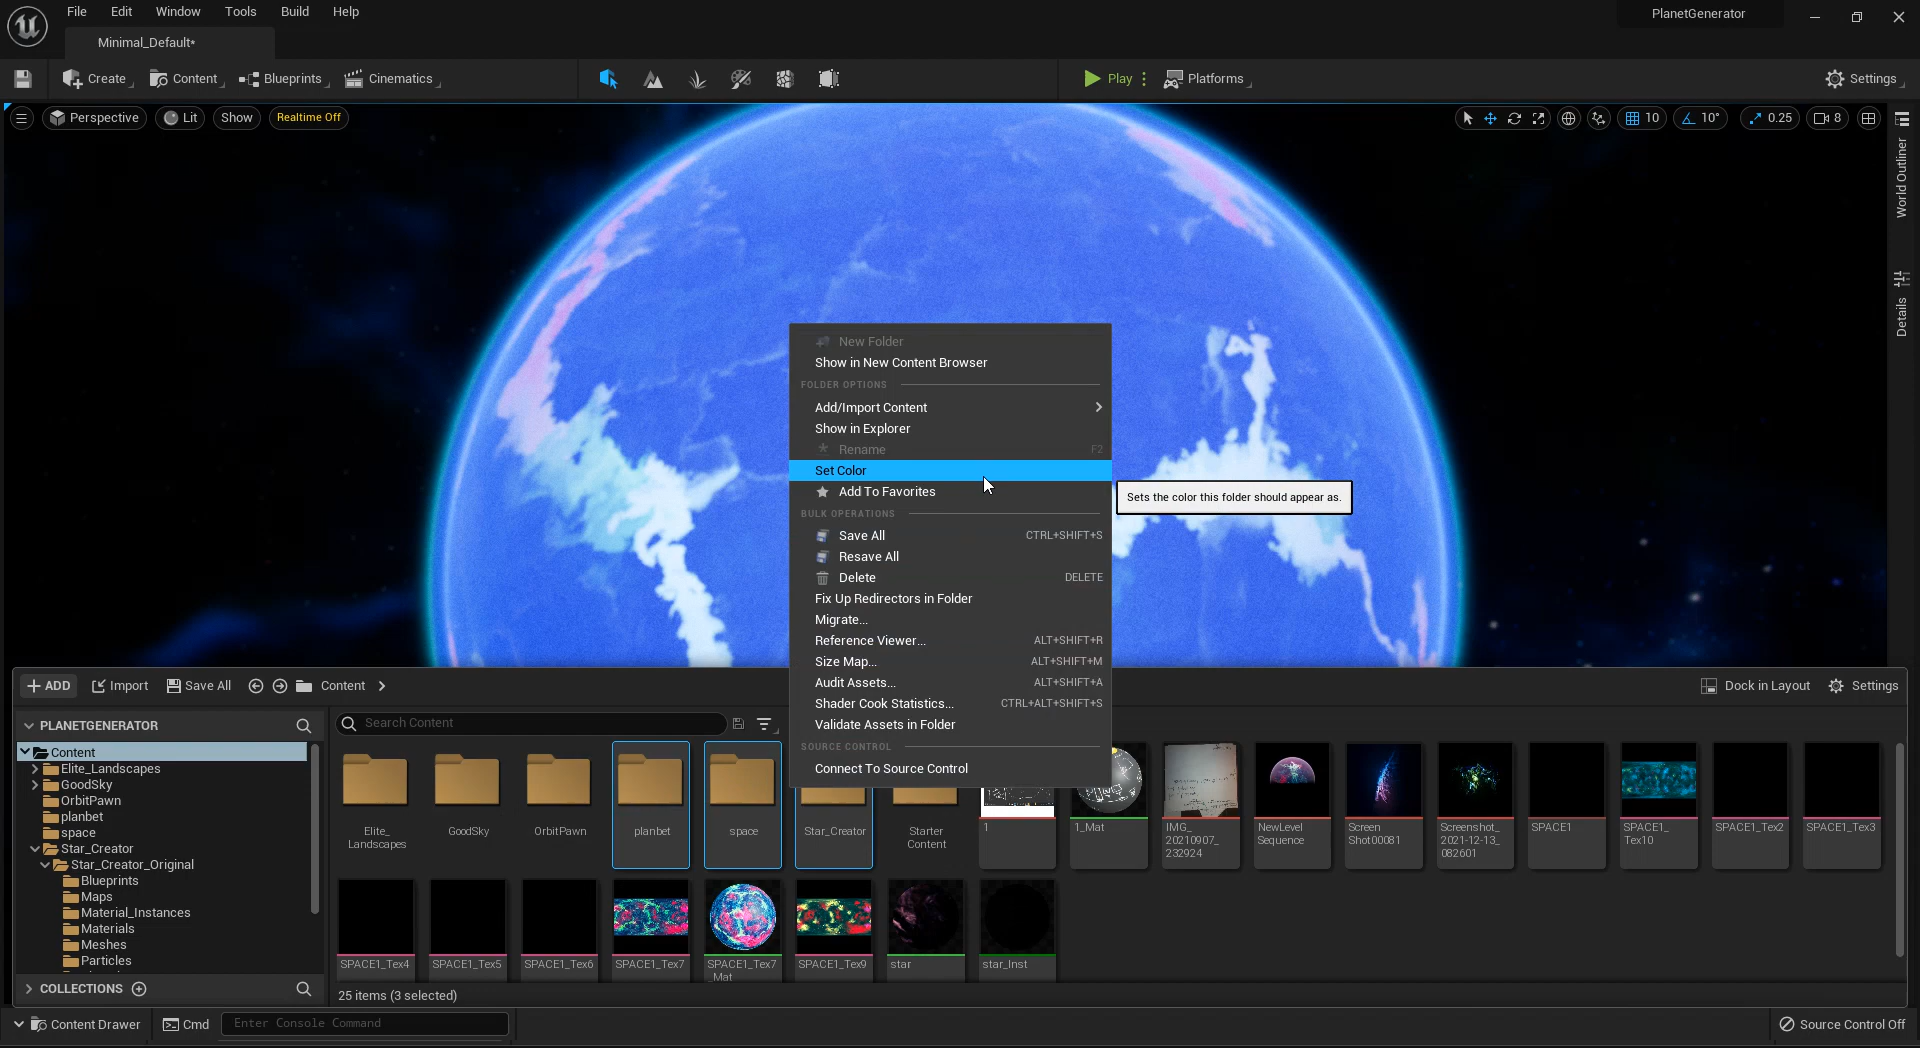 File Edit Window Tools Build Help
PlanetGenerator
Minimal_Default*
Create Content Blueprints Cinematics Play Platforms Settings
Perspective Lit Show Realtime Off 10 10° 0.25 8
World Outliner
Details
New Folder
Show in New Content Browser
FOLDER OPTIONS
Add/Import Content
Show in Explorer
Rename F2
Set Color
Sets the color this folder should appear as.
Add To Favorites
BULK OPERATIONS
Save All CTRL+SHIFT+S
Resave All
Delete DELETE
Fix Up Redirectors in Folder
Migrate...
Reference Viewer... ALT+SHIFT+R
Size Map... ALT+SHIFT+M
Audit Assets... ALT+SHIFT+A
Shader Cook Statistics... CTRL+ALT+SHIFT+S
Validate Assets in Folder
SOURCE CONTROL
Connect To Source Control
ADD Import Save All Content Dock in Layout Settings
PLANETGENERATOR
Search Content
Content
Elite_Landscapes
GoodSky
OrbitPawn
planbet
space
Star_Creator
Star_Creator_Original
Blueprints
Maps
Material_Instances
Materials
Meshes
Particles
COLLECTIONS
Elite_
Landscapes
GoodSky
OrbitPawn
planbet
space
Star_Creator
Starter
Content
1
1_Mat
IMG_
20210907_
232924
NewLevel
Sequence
Screen
Shot00081
Screenshot_
2021-12-13_
082601
SPACE1
SPACE1_
Tex10
SPACE1_Tex2
SPACE1_Tex3
SPACE1_Tex4
SPACE1_Tex5
SPACE1_Tex6
SPACE1_Tex7
SPACE1_Tex7
_Mat
SPACE1_Tex9
star
star_Inst
25 items (3 selected)
Content Drawer Cmd Enter Console Command Source Control Off